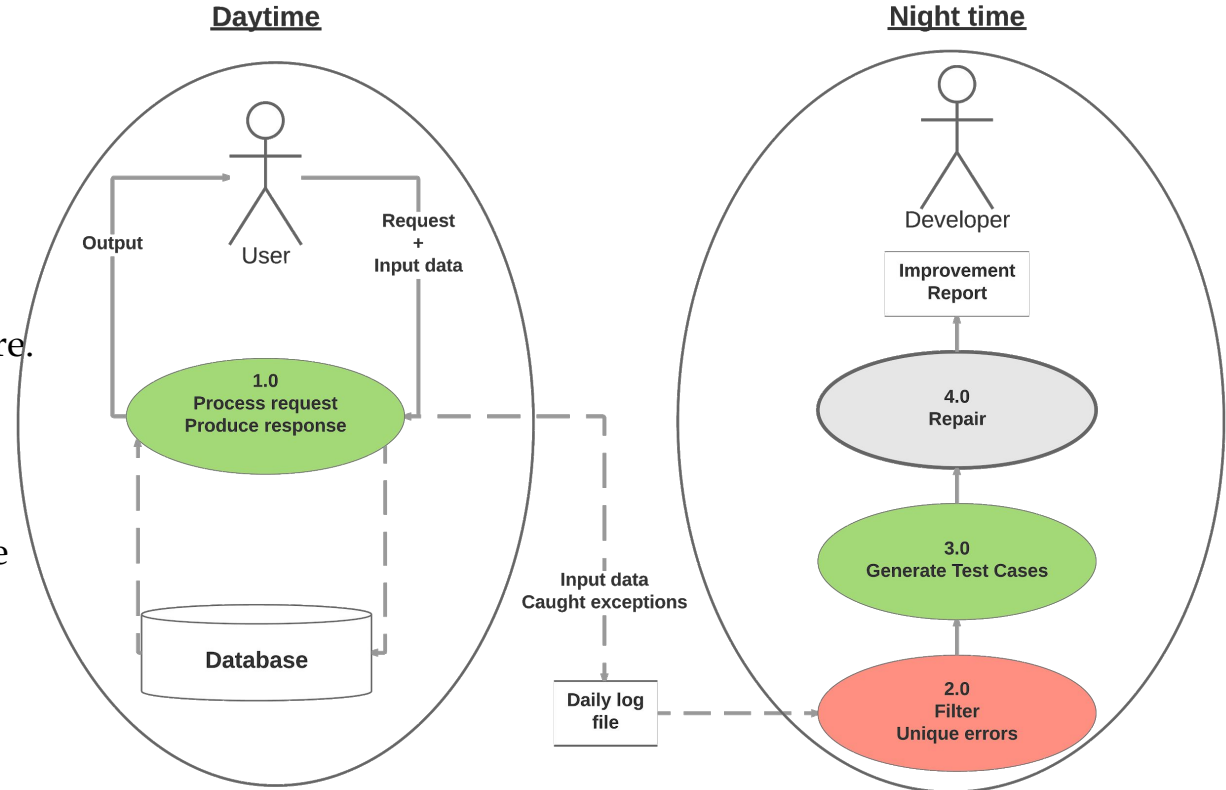 Daytime
Night time
Output
Request
+
Input data
User
Developer
Improvement
Report
re.
1.0
Process request
Produce response
4.0
Repair
e
3.0
Generate Test Cases
Input data
Caught exceptions
Database
Daily log
file
2.0
Filter
Unique errors